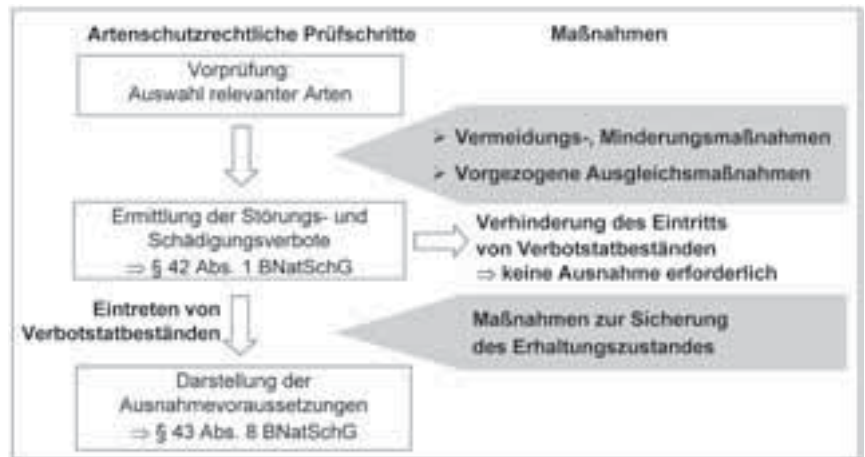 Artenschutzrechtliche Prüfschritte
Maßnahmen
Vorprüfung:
Auswahl relevanter Arten
➢ Vermeidungs-, Minderungsmaßnahmen
➢ Vorgezogene Ausgleichsmaßnahmen
Ermittlung der Störungs- und
Schädigungsverbote
⇒ § 42 Abs. 1 BNatSchG
Verhinderung des Eintritts
von Verbotstatbeständen
⇒ keine Ausnahme erforderlich
Eintreten von
Verbotstatbeständen
Maßnahmen zur Sicherung
des Erhaltungszustandes
Darstellung der
Ausnahmevoraussetzungen
⇒ § 43 Abs. 8 BNatSchG